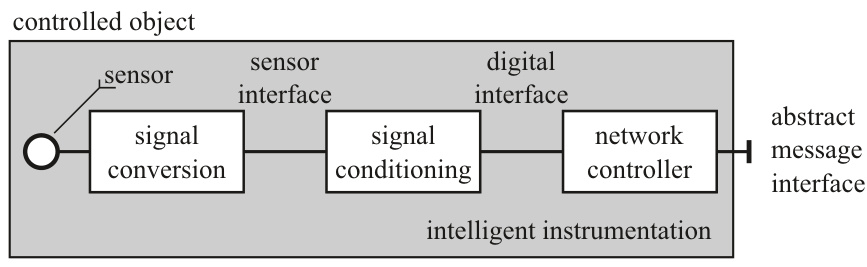 controlled object
sensor
sensor
interface
digital
interface
signal
conversion
signal
conditioning
network
controller
abstract
message
interface
intelligent instrumentation